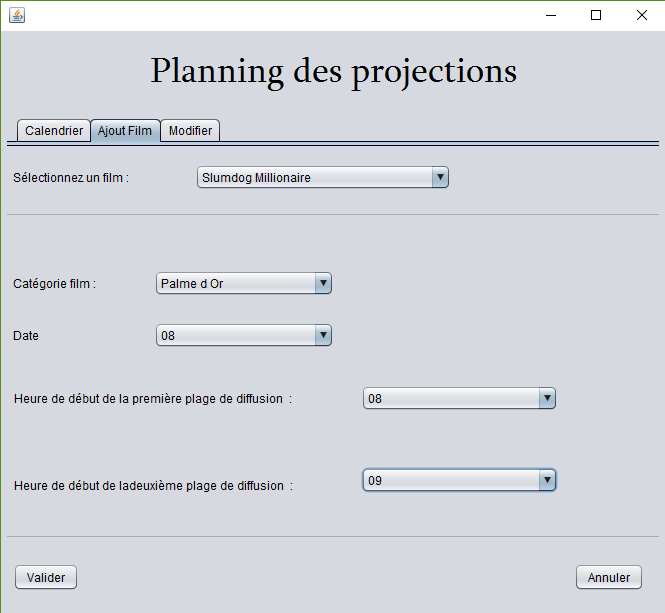 Planning des projections
Calendrier Ajout Film Modifier
Sélectionnez un film : Slumdog Millionaire
Catégorie film : Palme d Or
Date 08
Heure de début de la première plage de diffusion : 08
Heure de début de ladeuxième plage de diffusion : 09
Valider Annuler